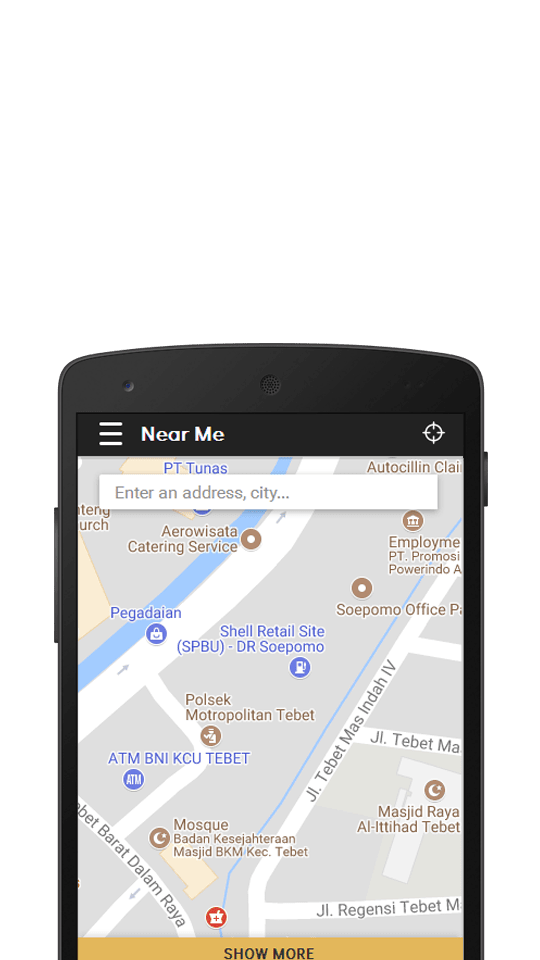 Near Me
PT Tunas
Autocillin Clai
Enter an address, city...
nteng
urch
Aerowisata
Catering Service
Employme
PT. Promosi
Powerindo A
Soepomo Office Pa
Pegadaian
Shell Retail Site
(SPBU) - DR Soepomo
Polsek
Motropolitan Tebet
Jl. Tebet Mas Indah IV
Jl. Tebet Ma
ATM BNI KCU TEBET
ATM
Masjid Raya
Al-Ittihad Tebet
Mosque
Badan Kesejahteraan
Masjid BKM Kec. Tebet
ebet Barat Dalam Raya
Jl. Regensi Tebet M
SHOW MORE